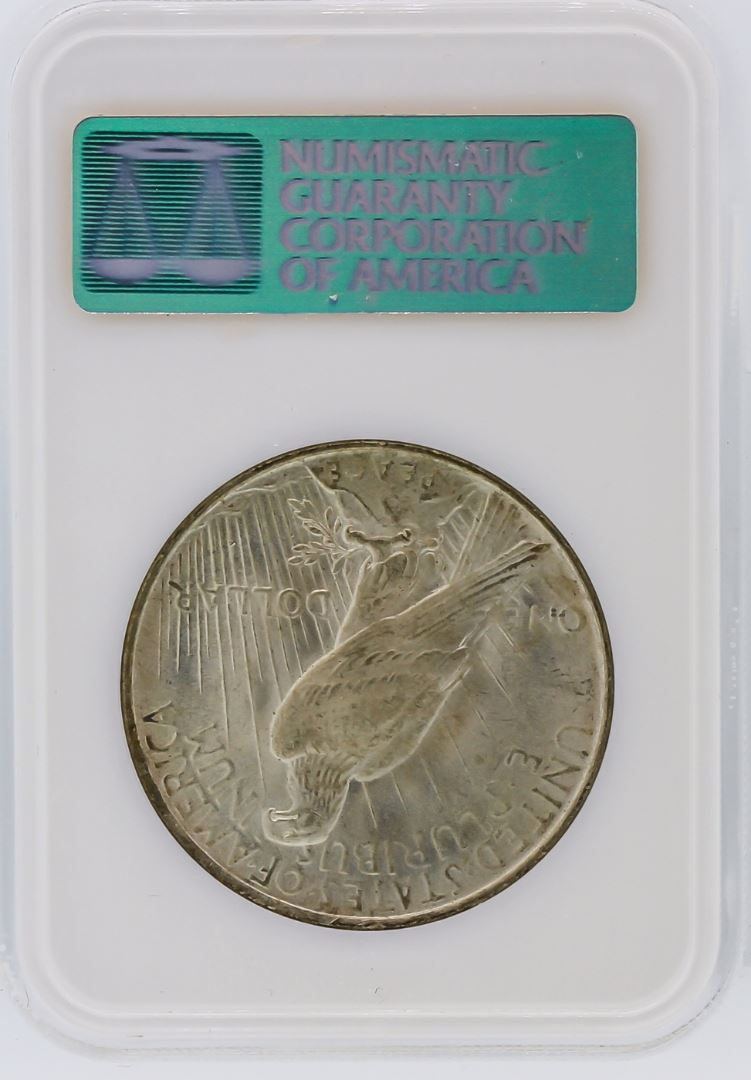 NUMISMATIC
GUARANTY
CORPORATION
OF AMERICA
UNITED STATES OF AMERICA
E PLURIBUS UNUM
ONE DOLLAR
PEACE